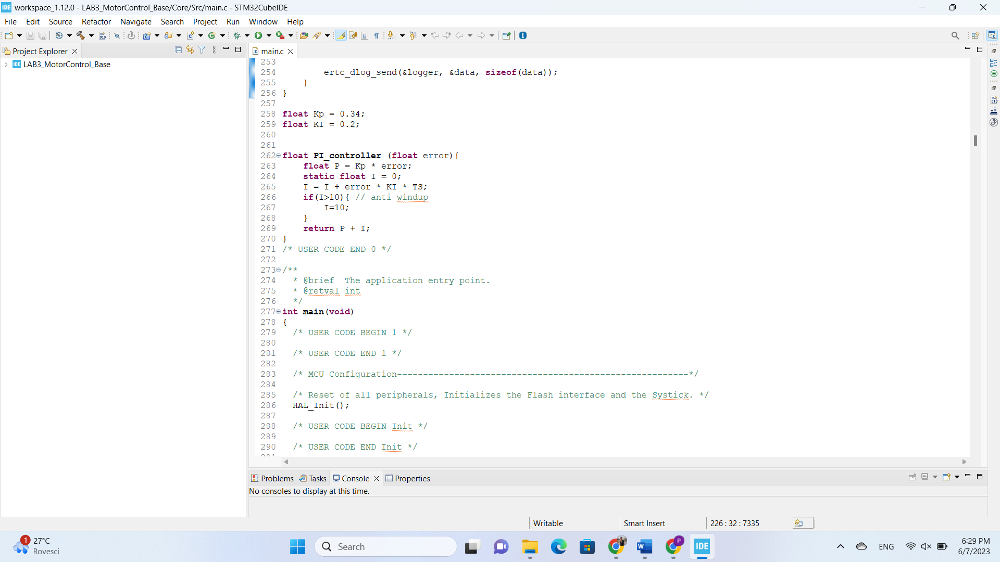 IDE workspace_1.12.0 - LAB3_MotorControl_Base/Core/Src/main.c - STM32CubeIDE
File Edit Source Refactor Navigate Search Project Run Window Help
Project Explorer
main.c
IDE LAB3_MotorControl_Base
253
254         ertc_dlog_send(&logger, &data, sizeof(data));
255     }
256 }
257
258 float Kp = 0.34;
259 float KI = 0.2;
260
261
262 float PI_controller (float error){
263     float P = Kp * error;
264     static float I = 0;
265     I = I + error * KI * TS;
266     if(I>10){ // anti windup
267         I=10;
268     }
269     return P + I;
270 }
271 /* USER CODE END 0 */
272
273 /**
274   * @brief  The application entry point.
275   * @retval int
276   */
277 int main(void)
278 {
279   /* USER CODE BEGIN 1 */
280
281   /* USER CODE END 1 */
282
283   /* MCU Configuration--------------------------------------------------------*/
284
285   /* Reset of all peripherals, Initializes the Flash interface and the Systick. */
286   HAL_Init();
287
288   /* USER CODE BEGIN Init */
289
290   /* USER CODE END Init */
Problems Tasks Console Properties
No consoles to display at this time.
Writable Smart Insert 226 : 32 : 7335
1
27°C
Rovesci
Search
W
P
IDE
ENG
6:29 PM
6/7/2023